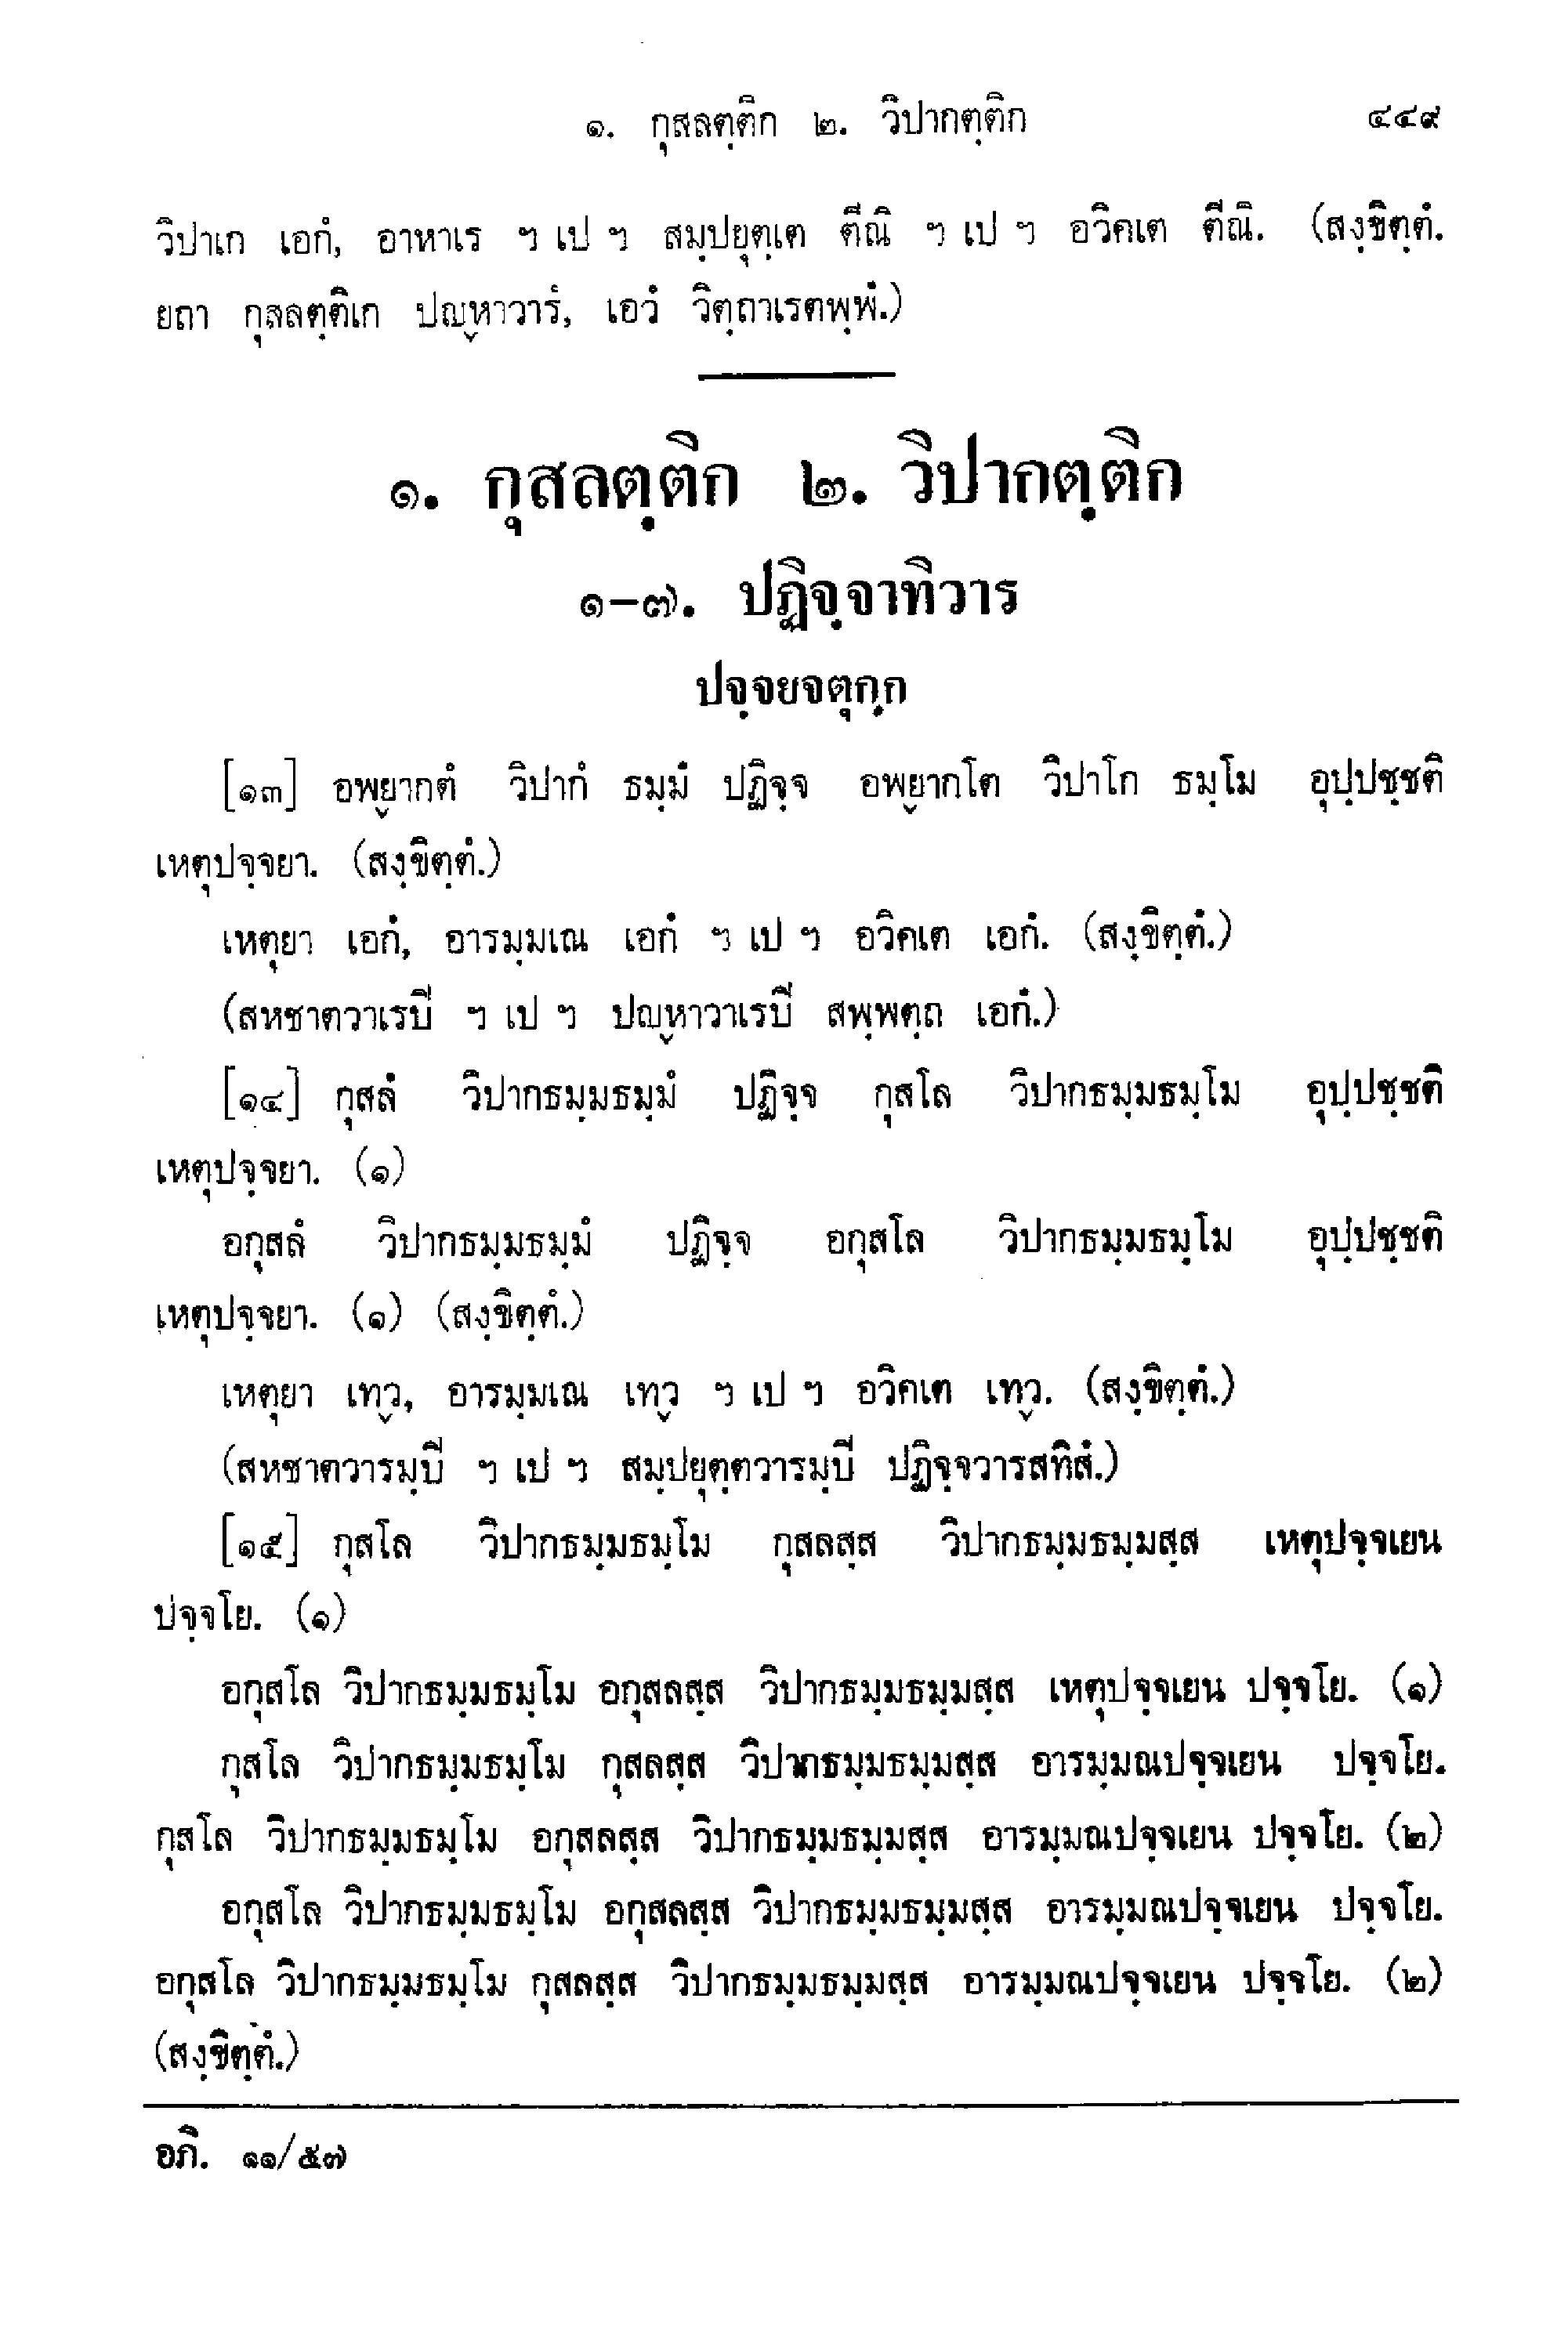 ๑. กุสลตฺติก ๒. วิปากตฺติก ๔๔๙
วิปาเก เอกํ, อาหาเร ฯ เป ฯ สมฺปยุตฺเต ตีณิ ฯ เป ฯ อวิคเต ตีณิ. (สงฺขิตฺตํ.
ยถา กุสลตฺติเก ปญฺหาวารํ, เอวํ วิตฺถาเรตพฺพํ.)
๑. กุสลตฺติก ๒. วิปากตฺติก
๑-๗. ปฏิจฺจาทิวาร
ปจฺจยจตุกฺก
[๑๓] อพฺยากตํ วิปากํ ธมฺมํ ปฏิจฺจ อพฺยากโต วิปาโก ธมฺโม อุปฺปชฺชติ
เหตุปจฺจยา. (สงฺขิตฺตํ.)
เหตุยา เอกํ, อารมฺมเณ เอกํ ฯ เป ฯ อวิคเต เอกํ. (สงฺขิตฺตํ.)
(สหชาตวาเรปิ ฯ เป ฯ ปญฺหาวาเรปิ สพฺพตฺถ เอกํ.)
[๑๔] กุสลํ วิปากธมฺมธมฺมํ ปฏิจฺจ กุสโล วิปากธมฺมธมฺโม อุปฺปชฺชติ
เหตุปจฺจยา. (๑)
อกุสลํ วิปากธมฺมธมฺมํ ปฏิจฺจ อกุสโล วิปากธมฺมธมฺโม อุปฺปชฺชติ
เหตุปจฺจยา. (๑) (สงฺขิตฺตํ.)
เหตุยา เทฺว, อารมฺมเณ เทฺว ฯ เป ฯ อวิคเต เทฺว. (สงฺขิตฺตํ.)
(สหชาตวารมฺปิ ฯ เป ฯ สมฺปยุตฺตวารมฺปิ ปฏิจฺจวารสทิสํ.)
[๑๕] กุสโล วิปากธมฺมธมฺโม กุสลสฺส วิปากธมฺมธมฺมสฺส เหตุปจฺจเยน
ปจฺจโย. (๑)
อกุสโล วิปากธมฺมธมฺโม อกุสลสฺส วิปากธมฺมธมฺมสฺส เหตุปจฺจเยน ปจฺจโย. (๑)
กุสโล วิปากธมฺมธมฺโม กุสลสฺส วิปากธมฺมธมฺมสฺส อารมฺมณปจฺจเยน ปจฺจโย.
กุสโล วิปากธมฺมธมฺโม อกุสลสฺส วิปากธมฺมธมฺมสฺส อารมฺมณปจฺจเยน ปจฺจโย. (๒)
อกุสโล วิปากธมฺมธมฺโม อกุสลสฺส วิปากธมฺมธมฺมสฺส อารมฺมณปจฺจเยน ปจฺจโย.
อกุสโล วิปากธมฺมธมฺโม กุสลสฺส วิปากธมฺมธมฺมสฺส อารมฺมณปจฺจเยน ปจฺจโย. (๒)
(สงฺขิตฺตํ.)
อภิ. ๑๑/๕๗